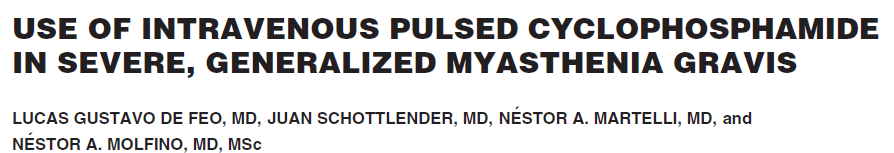 USE OF INTRAVENOUS PULSED CYCLOPHOSPHAMIDE
IN SEVERE, GENERALIZED MYASTHENIA GRAVIS
LUCAS GUSTAVO DE FEO, MD, JUAN SCHOTTLENDER, MD, NÉSTOR A. MARTELLI, MD, and
NÉSTOR A. MOLFINO, MD, MSc